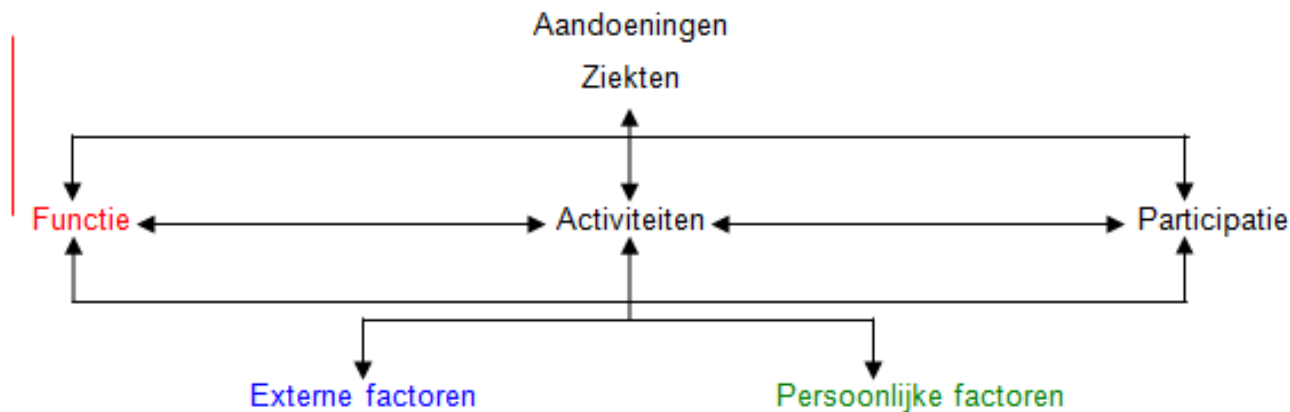 Aandoeningen
Ziekten
Functie Activiteiten Participatie
Externe factoren Persoonlijke factoren